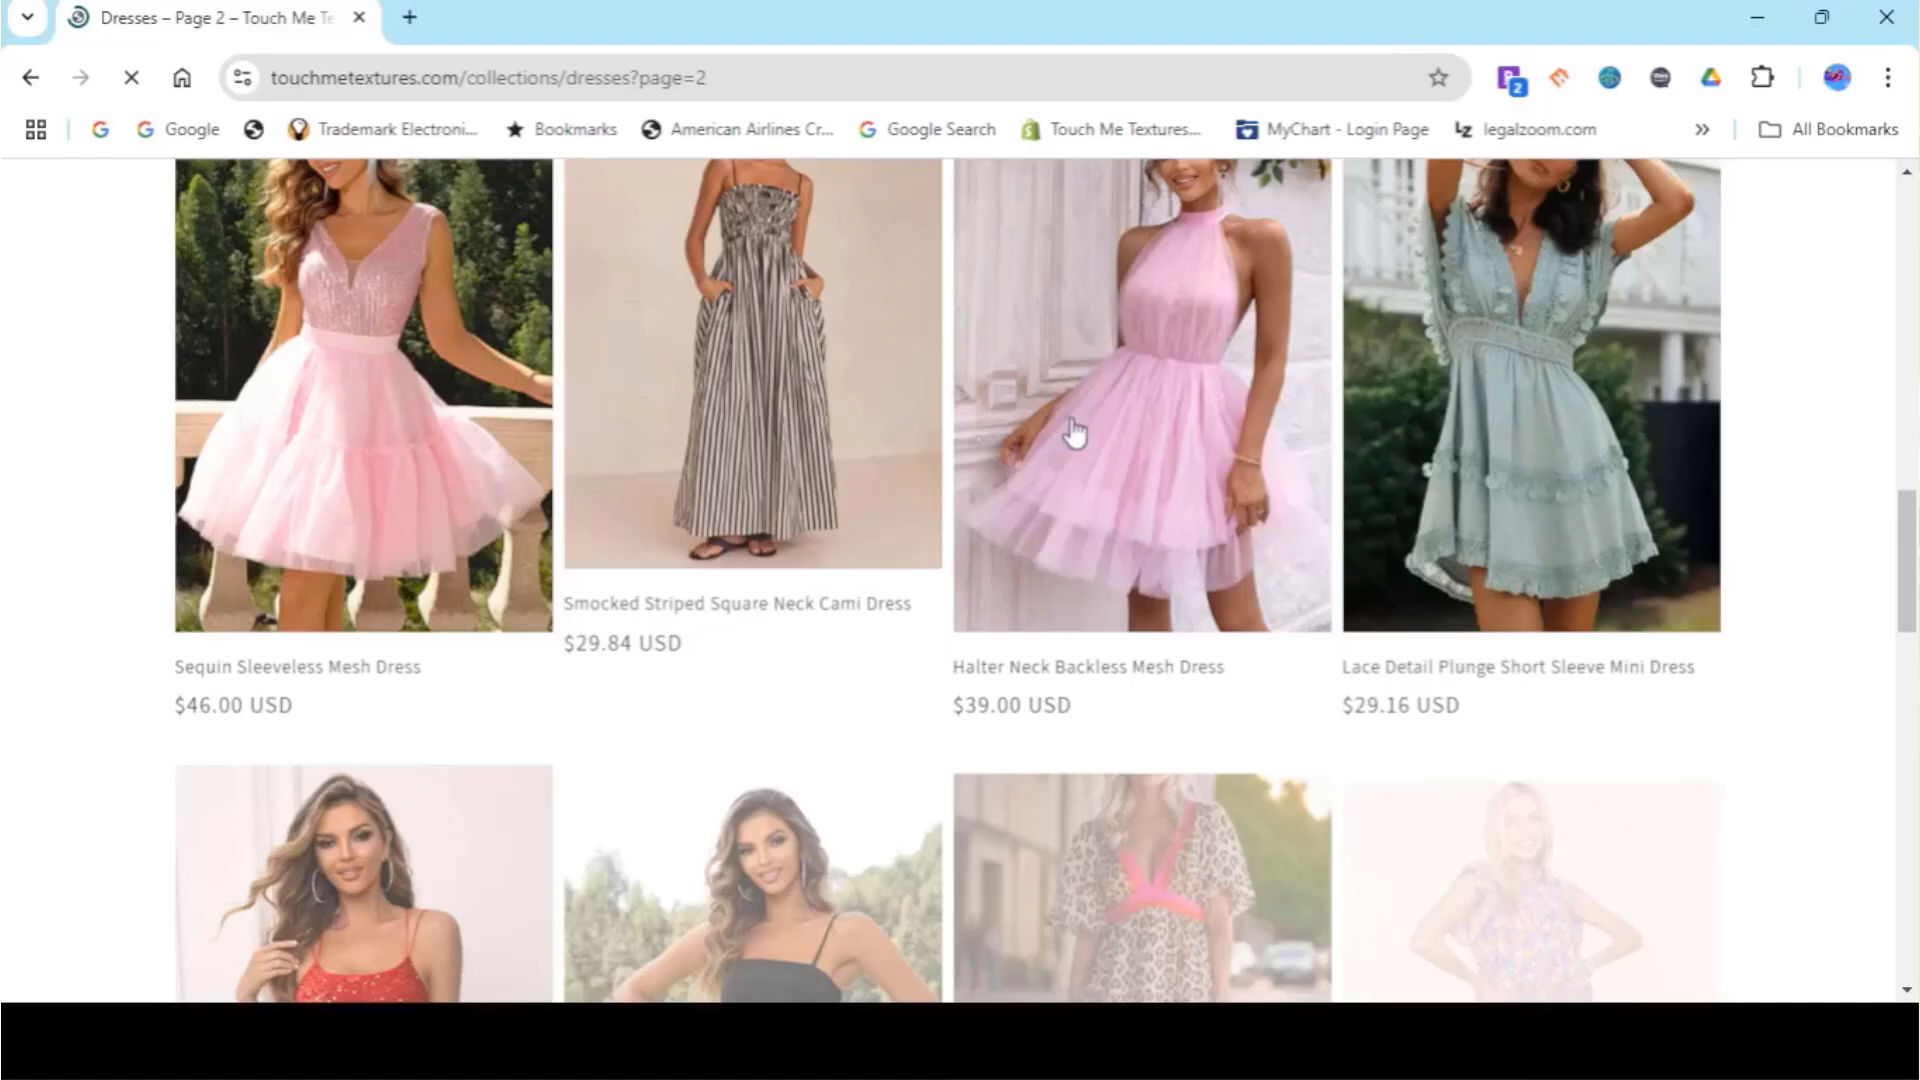 Dresses – Page 2 – Touch Me Te
touchmetextures.com/collections/dresses?page=2
2
Google
Trademark Electroni...
Bookmarks
American Airlines Cr...
Google Search
Touch Me Textures...
MyChart - Login Page
legalzoom.com
All Bookmarks
Smocked Striped Square Neck Cami Dress
$29.84 USD
Sequin Sleeveless Mesh Dress
$46.00 USD
Halter Neck Backless Mesh Dress
$39.00 USD
Lace Detail Plunge Short Sleeve Mini Dress
$29.16 USD